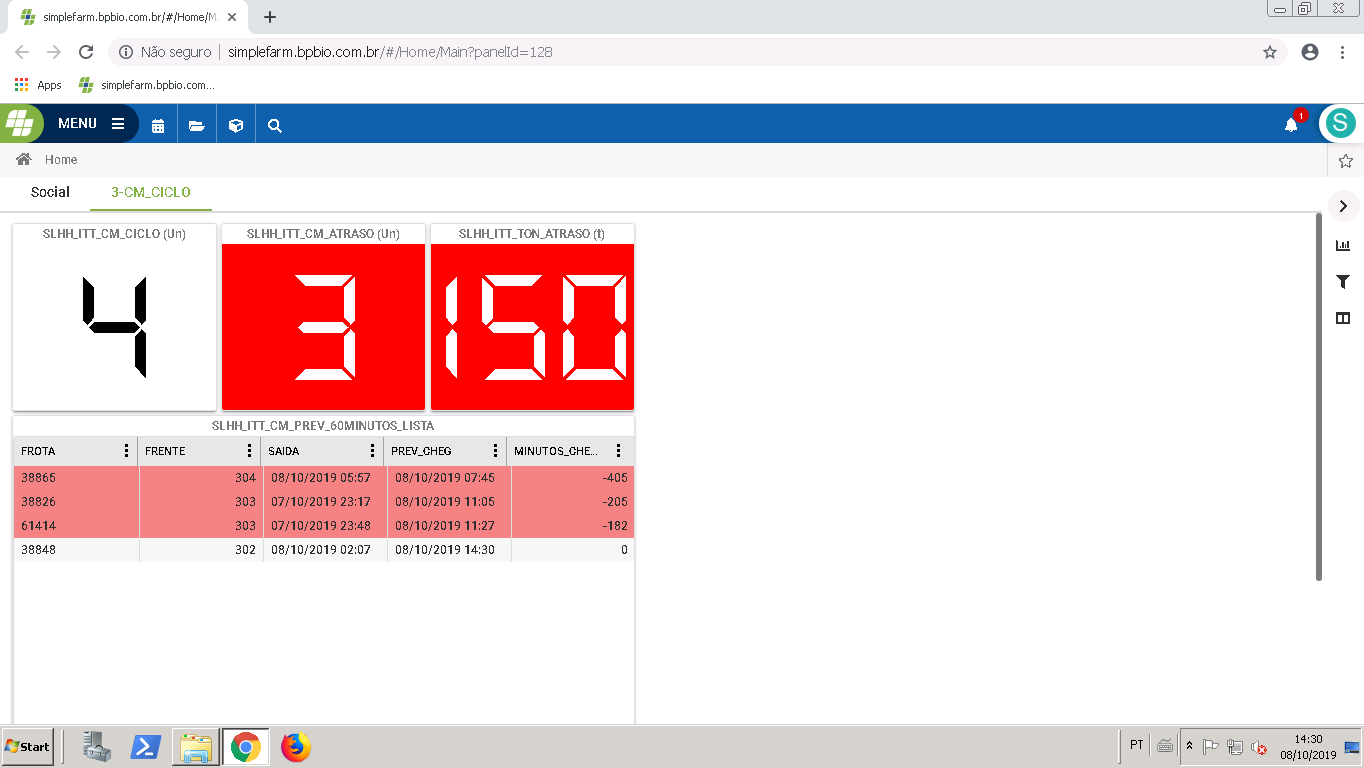 simplefarm.bpbio.com.br/#/Home/M
Não seguro simplefarm.bpbio.com.br/#/Home/Main?panelId=128
Apps simplefarm.bpbio.com...
MENU 1 S
Home
Social 3-CM_CICLO
SLHH_ITT_CM_CICLO (Un) SLHH_ITT_CM_ATRASO (Un) SLHH_ITT_TON_ATRASO (t)
4 3 150
SLHH_ITT_CM_PREV_60MINUTOS_LISTA
FROTA FRENTE SAIDA PREV_CHEG MINUTOS_CHE...
38865 304 08/10/2019 05:57 08/10/2019 07:45 -405
38826 303 07/10/2019 23:17 08/10/2019 11:05 -205
61414 303 07/10/2019 23:48 08/10/2019 11:27 -182
38848 302 08/10/2019 02:07 08/10/2019 14:30 0
Start PT 14:30
08/10/2019